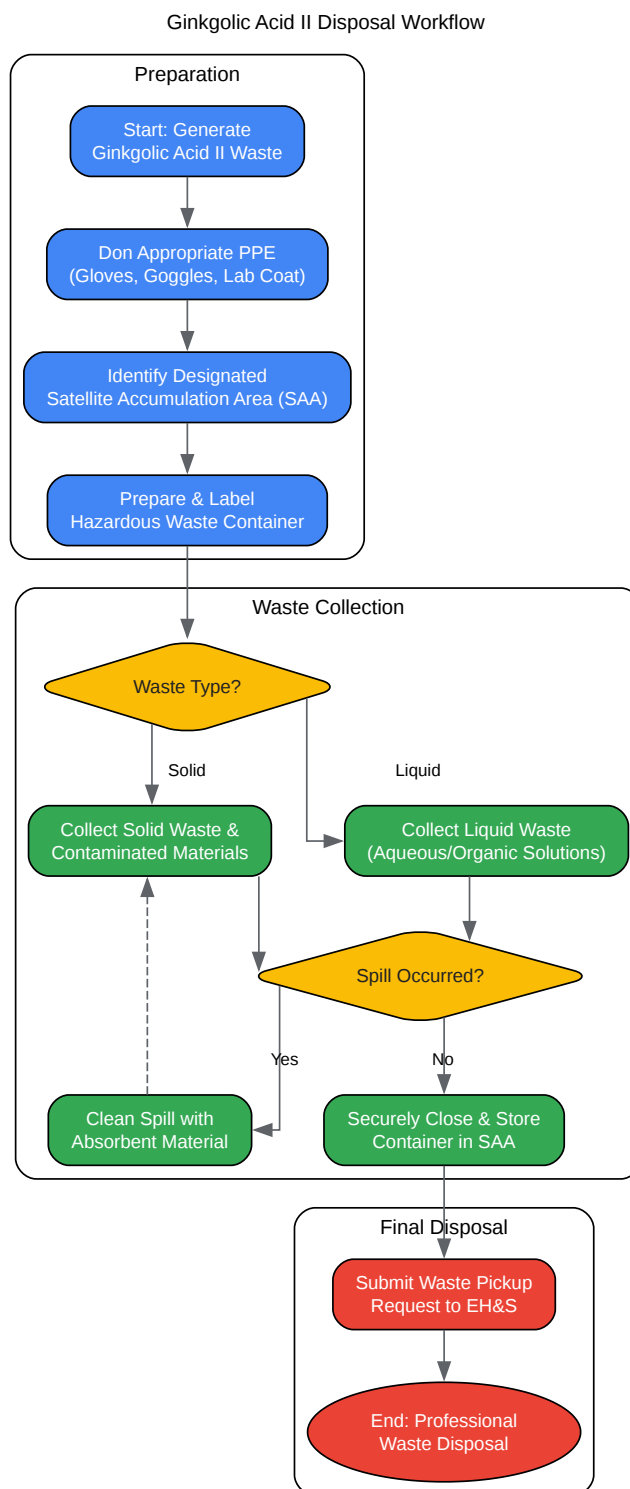 Ginkgolic Acid II Disposal Workflow
Preparation
Start: Generate
Ginkgolic Acid II Waste
Don Appropriate PPE
(Gloves, Goggles, Lab Coat)
Identify Designated
Satellite Accumulation Area (SAA)
Prepare & Label
Hazardous Waste Container
Waste Collection
Waste Type?
Solid
Liquid
Collect Solid Waste &
Contaminated Materials
Collect Liquid Waste
(Aqueous/Organic Solutions)
Spill Occurred?
Yes
No
Clean Spill with
Absorbent Material
Securely Close & Store
Container in SAA
Final Disposal
Submit Waste Pickup
Request to EH&S
End: Professional
Waste Disposal